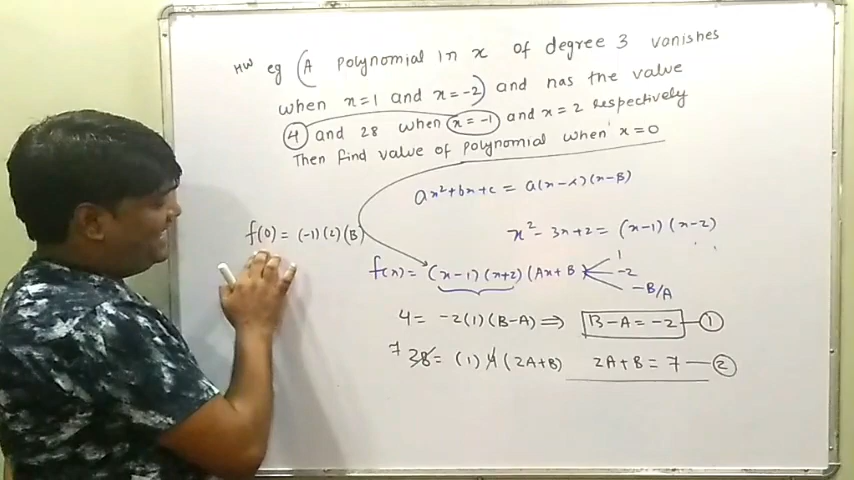 HW eg (A polynomial in x of degree 3 vanishes
when x=1 and x=-2) and has the value
4 and 28 when x=-1 and x=2 respectively
Then find value of polynomial when x=0
ax²+bx+c = a(x-α)(x-β)
x²-3x+2 = (x-1)(x-2)
f(0) = (-1)(2)(B)
f(x) = (x-1)(x+2)(Ax+B)
1
-2
-B/A
4 = -2(1)(B-A) ⇒ B-A=-2 —①
7 28 = (1) 4 (2A+B) 2A+B = 7 —②